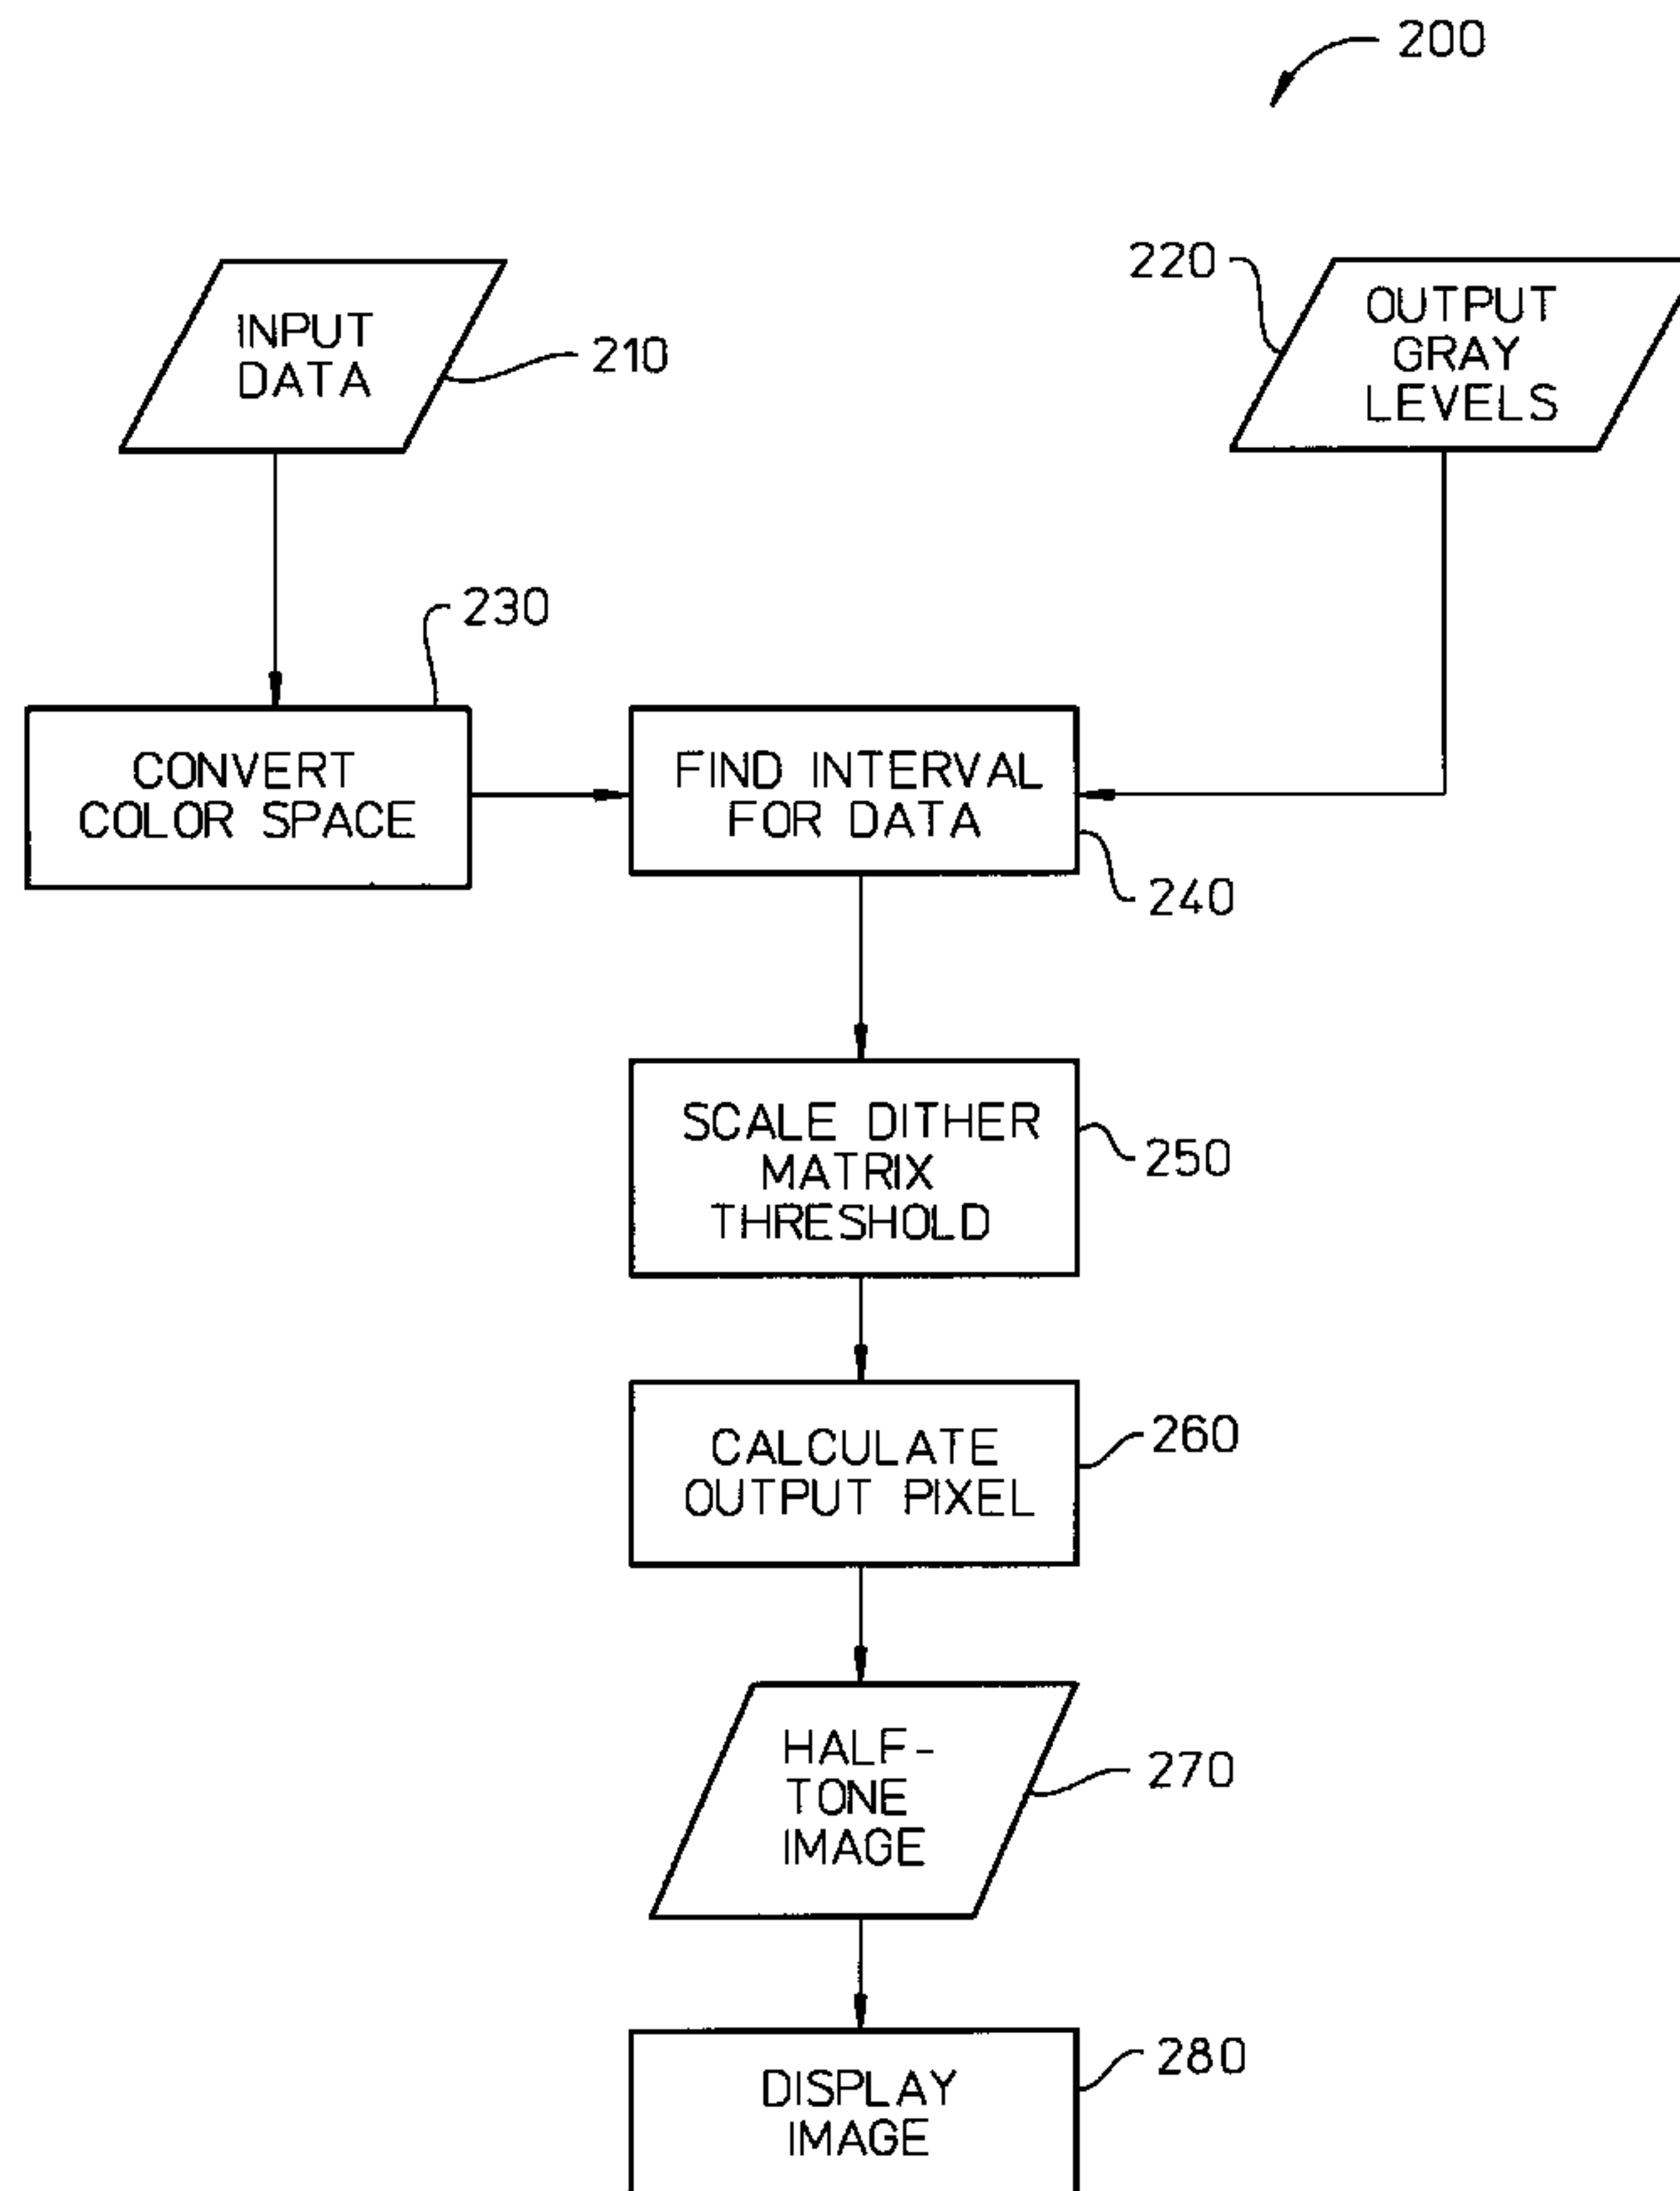 200
INPUT
DATA
210
220
OUTPUT
GRAY
LEVELS
230
CONVERT
COLOR SPACE
FIND INTERVAL
FOR DATA
240
SCALE DITHER
MATRIX
THRESHOLD
250
CALCULATE
OUTPUT PIXEL
260
HALF-
TONE
IMAGE
270
DISPLAY
IMAGE
280